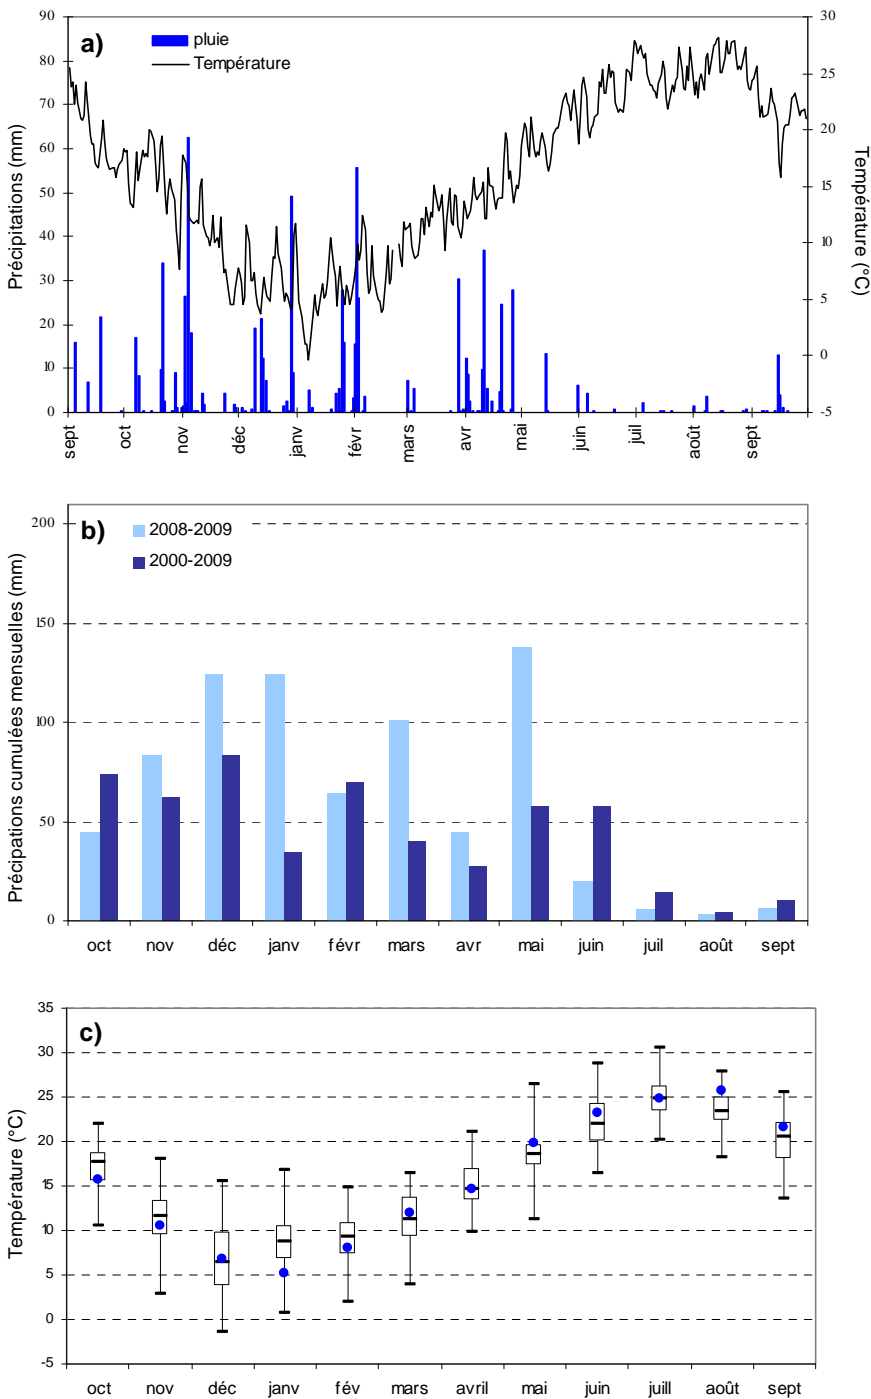 a)
pluie
Température
Précipitations (mm)
90
80
70
60
50
40
30
20
10
0
Température (°C)
30
25
20
15
10
5
0
-5
sept
oct
nov
déc
janv
févr
mars
avr
mai
juin
juil
août
sept
b)
2008-2009
2000-2009
Précipations cumulées mensuelles (mm)
200
150
100
50
0
oct nov déc janv févr mars avr mai juin juil août sept
c)
Température (°C)
35
30
25
20
15
10
5
0
-5
oct nov déc janv fév mars avril mai juin juill août sept